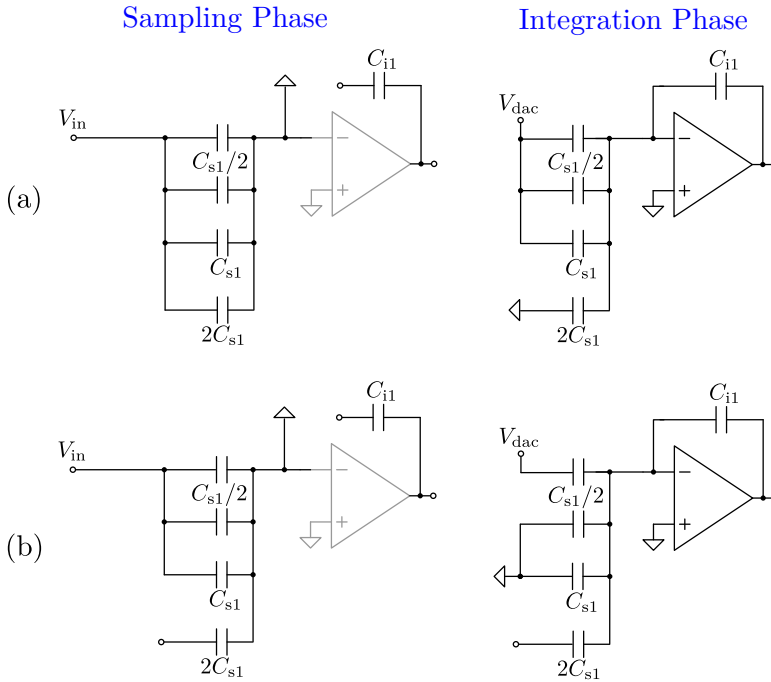 Sampling Phase
Integration Phase
(a)
V_in
C_s1/2
C_s1
2C_s1
C_i1
−
+
V_dac
C_s1/2
C_s1
2C_s1
C_i1
−
+
(b)
V_in
C_s1/2
C_s1
2C_s1
C_i1
−
+
V_dac
C_s1/2
C_s1
2C_s1
C_i1
−
+